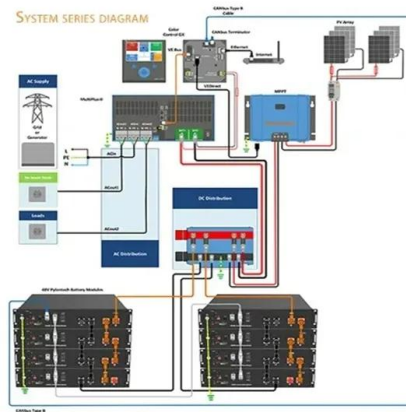 SYSTEM SERIES DIAGRAM
CANbus Type B
Cable
Color
Control GX
CANbus Terminator
PV Array
VE Bus
Ethernet
Internet
AC Supply
MultiPlus-II
VE Direct
MPPT
Grid
or
Generator
L
PE
N
ACin
ACout1
Loads
ACout2
AC Distribution
DC Distribution
48V Pylontech Battery Modules
CANbus Type B